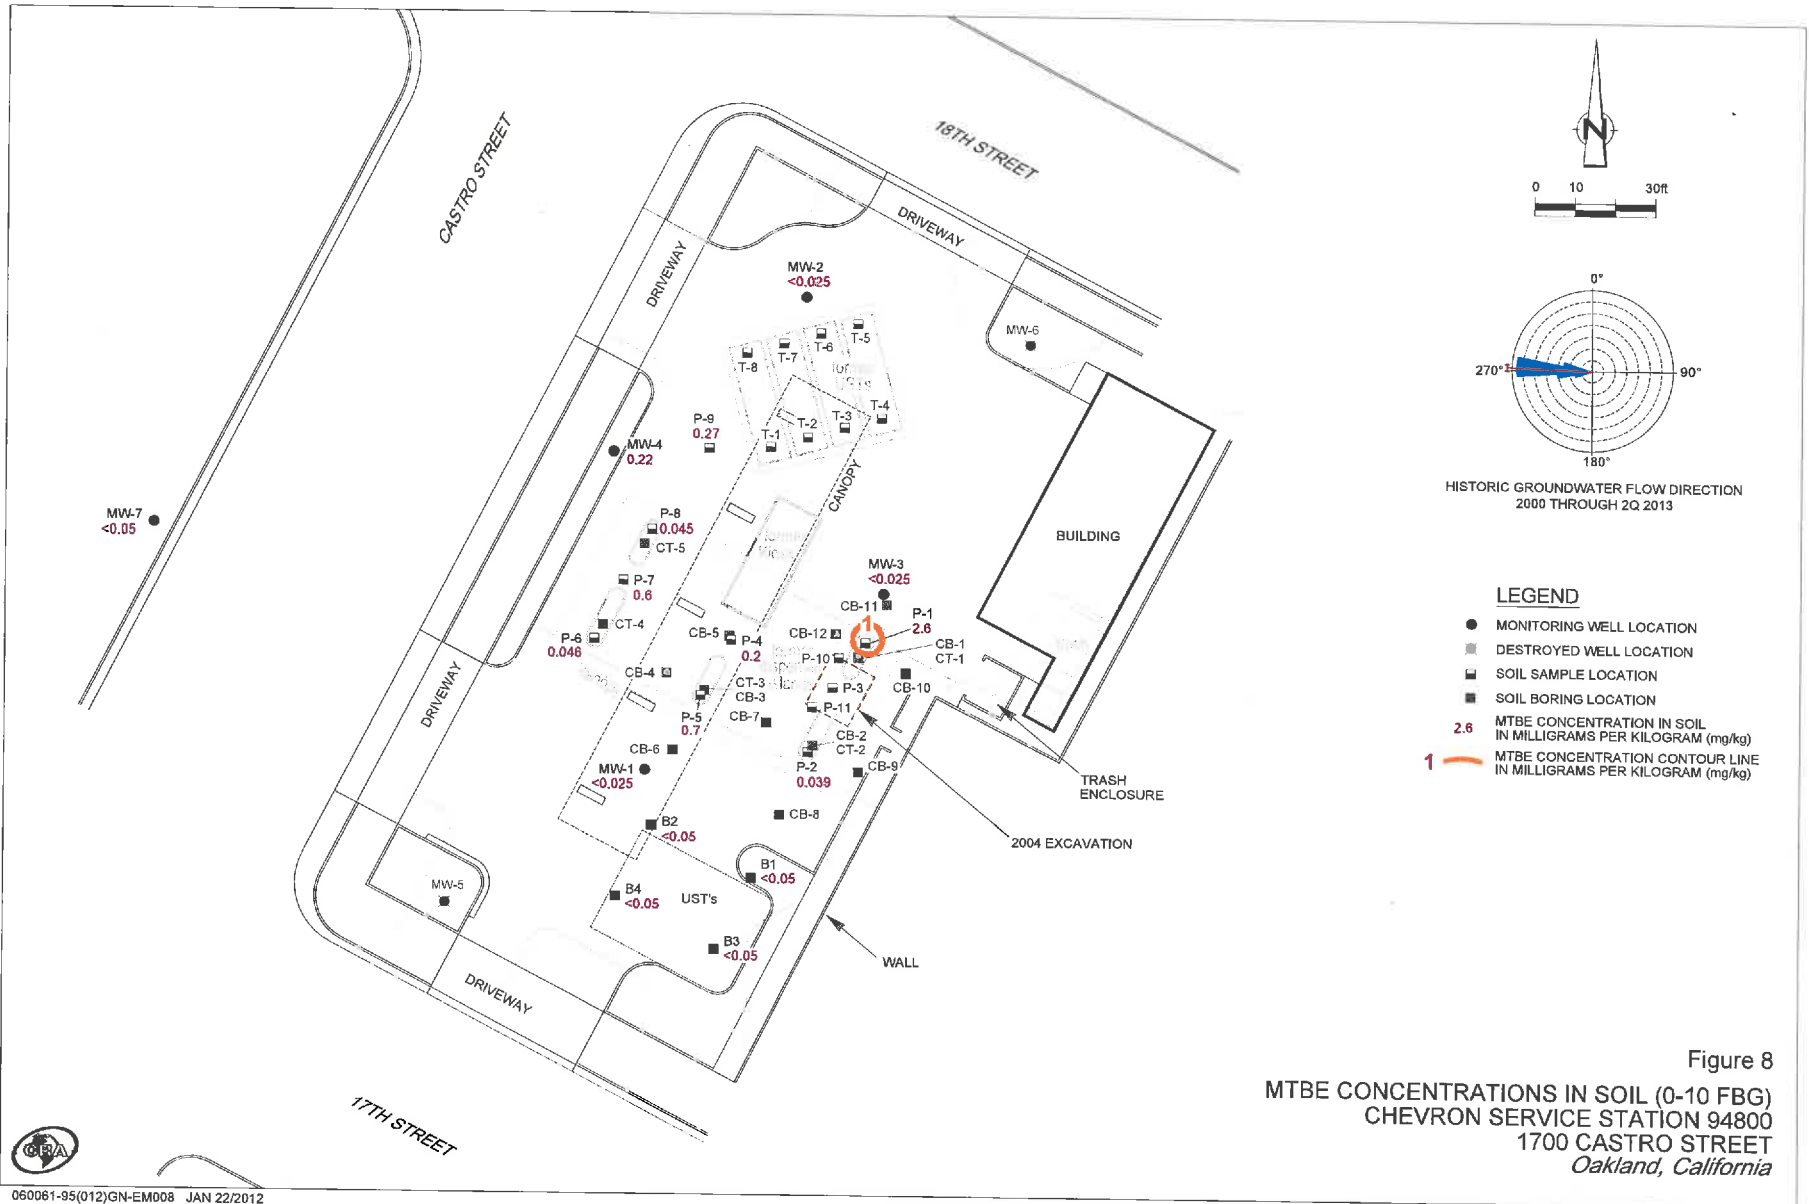 18TH STREET
CASTRO STREET
DRIVEWAY
DRIVEWAY
N
0 10 30ft
MW-2
<0.025
MW-6
0°
270°
90°
180°
HISTORIC GROUNDWATER FLOW DIRECTION
2000 THROUGH 2Q 2013
T-5
T-6
T-7
T-8
former
UST's
T-4
T-3
T-2
T-1
P-9
0.27
MW-4
0.22
CANOPY
MW-7
<0.05
P-8
0.045
CT-5
former
Kiosk
BUILDING
P-7
0.6
MW-3
<0.025
CB-11
P-1
2.6
1
CT-4
P-6
0.046
CB-5
P-4
0.2
CB-12
CB-1
CT-1
P-10
CB-4
CT-3
CB-3
P-3
CB-10
P-5
0.7
CB-7
P-11
CB-2
CT-2
CB-6
P-2
0.039
CB-9
MW-1
<0.025
DRIVEWAY
TRASH
ENCLOSURE
CB-8
B2
<0.05
2004 EXCAVATION
B1
<0.05
MW-5
B4
<0.05
UST's
B3
<0.05
WALL
DRIVEWAY
17TH STREET
LEGEND
MONITORING WELL LOCATION
DESTROYED WELL LOCATION
SOIL SAMPLE LOCATION
SOIL BORING LOCATION
2.6 MTBE CONCENTRATION IN SOIL
IN MILLIGRAMS PER KILOGRAM (mg/kg)
1 MTBE CONCENTRATION CONTOUR LINE
IN MILLIGRAMS PER KILOGRAM (mg/kg)
Figure 8
MTBE CONCENTRATIONS IN SOIL (0-10 FBG)
CHEVRON SERVICE STATION 94800
1700 CASTRO STREET
Oakland, California
CRA
060061-95(012)GN-EM008 JAN 22/2012